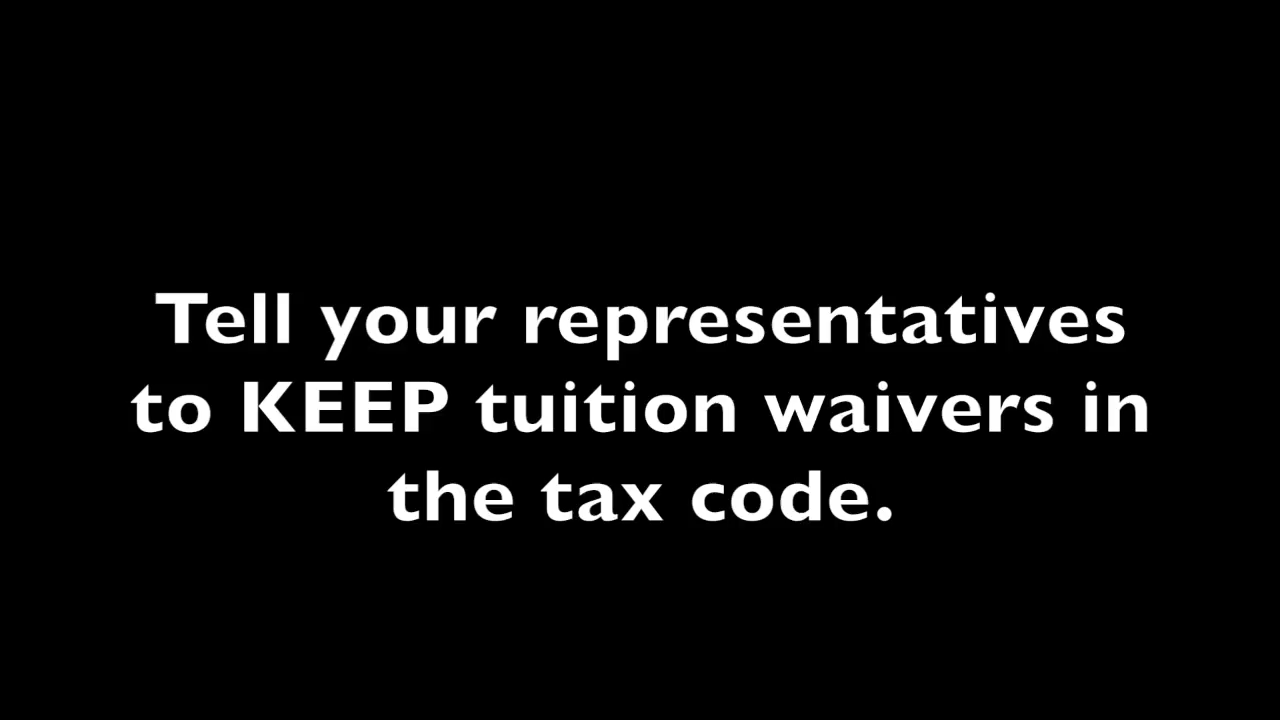 Tell your representatives
to KEEP tuition waivers in
the tax code.